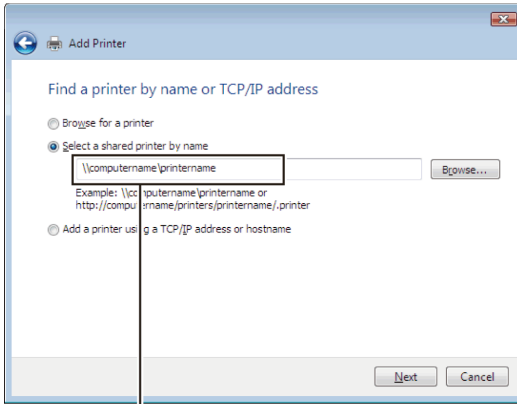 Add Printer
Find a printer by name or TCP/IP address
Browse for a printer
Select a shared printer by name
\\computername\printername
Browse...
Example: \\computername\printername or
http://computername/printers/printername/.printer
Add a printer using a TCP/IP address or hostname
Next
Cancel